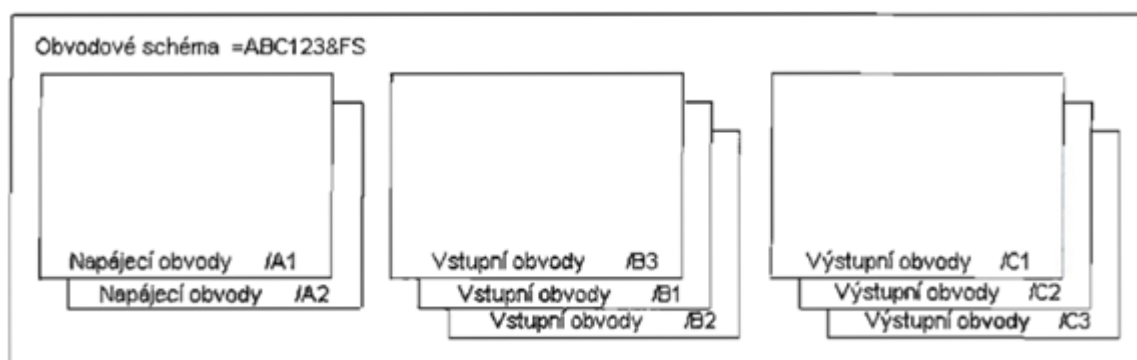 Obvodové schéma =ABC123&FS
Napájecí obvody /A1
Napájecí obvody /A2
Vstupní obvody /B3
Vstupní obvody /B1
Vstupní obvody /B2
Výstupní obvody /C1
Výstupní obvody /C2
Výstupní obvody /C3